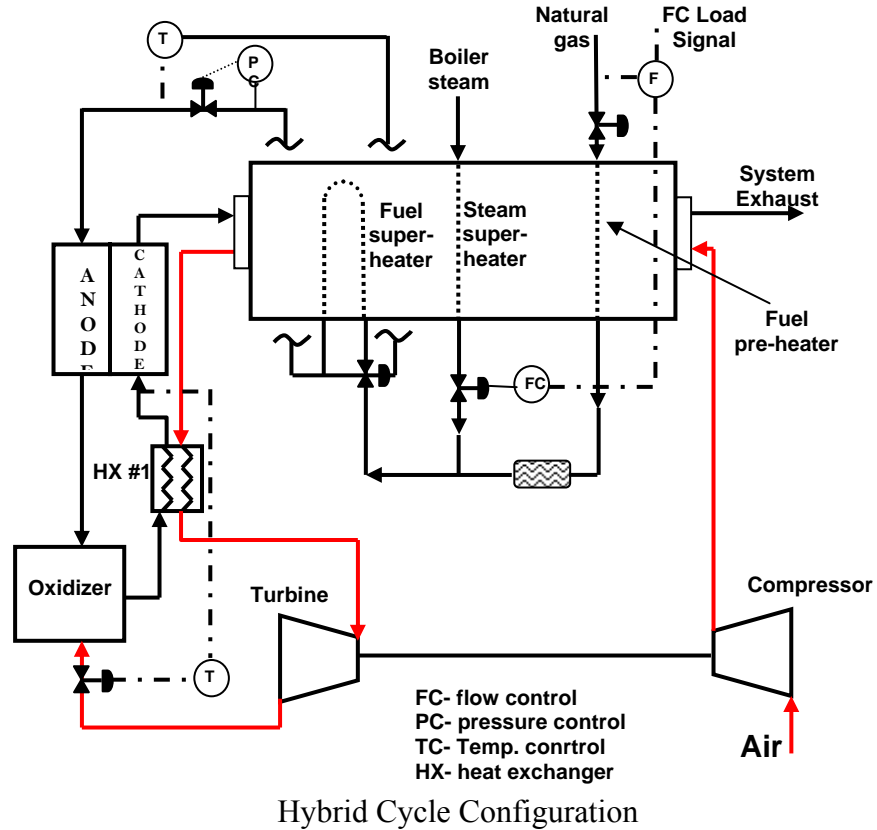 T
P
C
Natural
gas
FC Load
Signal
F
Boiler
steam
System
Exhaust
Fuel
super-
heater
Steam
super-
heater
A
N
O
D
C
A
T
H
O
D
E
Fuel
pre-heater
FC
HX #1
Oxidizer
Turbine
Compressor
T
FC- flow control
PC- pressure control
TC- Temp. conrtrol
HX- heat exchanger
Air
Hybrid Cycle Configuration